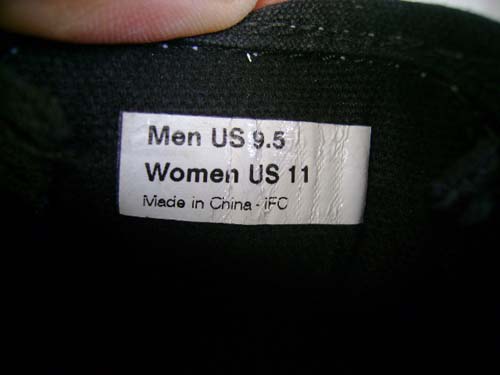 Men US 9.5
Women US 11
Made in China - iFC